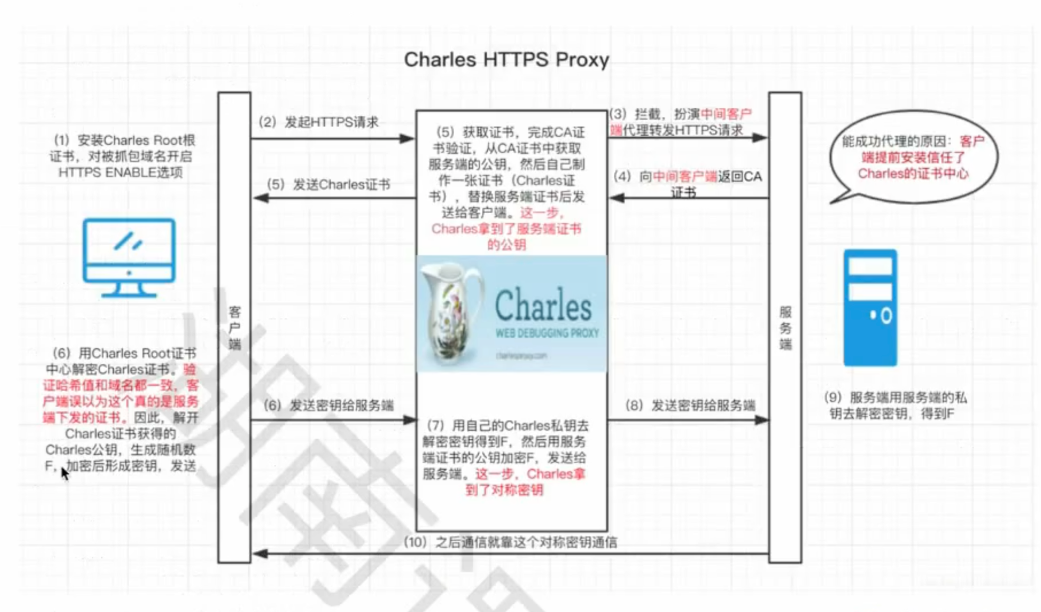 Charles HTTPS Proxy
(1) 安装Charles Root根
证书，对被抓包域名开启
HTTPS ENABLE选项
(2) 发起HTTPS请求
(3) 拦截，扮演中间客户
端代理转发HTTPS请求
(4) 向中间客户端返回CA
证书
(5) 获取证书，完成CA证
书验证，从CA证书中获取
服务端的公钥，然后自己制
作一张证书（Charles证
书），替换服务端证书后发
送给客户端。这一步，
Charles拿到了服务端证书
的公钥
(5) 发送Charles证书
能成功代理的原因：客户
端提前安装信任了
Charles的证书中心
客户端
Charles
WEB DEBUGGING PROXY
charlesproxy.com
服务端
(6) 用Charles Root证书
中心解密Charles证书。验
证哈希值和域名都一致，客
户端误以为这个真的是服务
端下发的证书。因此，解开
Charles证书获得的
Charles公钥，生成随机数
F，加密后形成密钥，发送
(6) 发送密钥给服务端
(7) 用自己的Charles私钥去
解密密钥得到F，然后用服务
端证书的公钥加密F，发送给
服务端。这一步，Charles拿
到了对称密钥
(8) 发送密钥给服务端
(9) 服务端用服务端的私
钥去解密密钥，得到F
(10) 之后通信就靠这个对称密钥通信